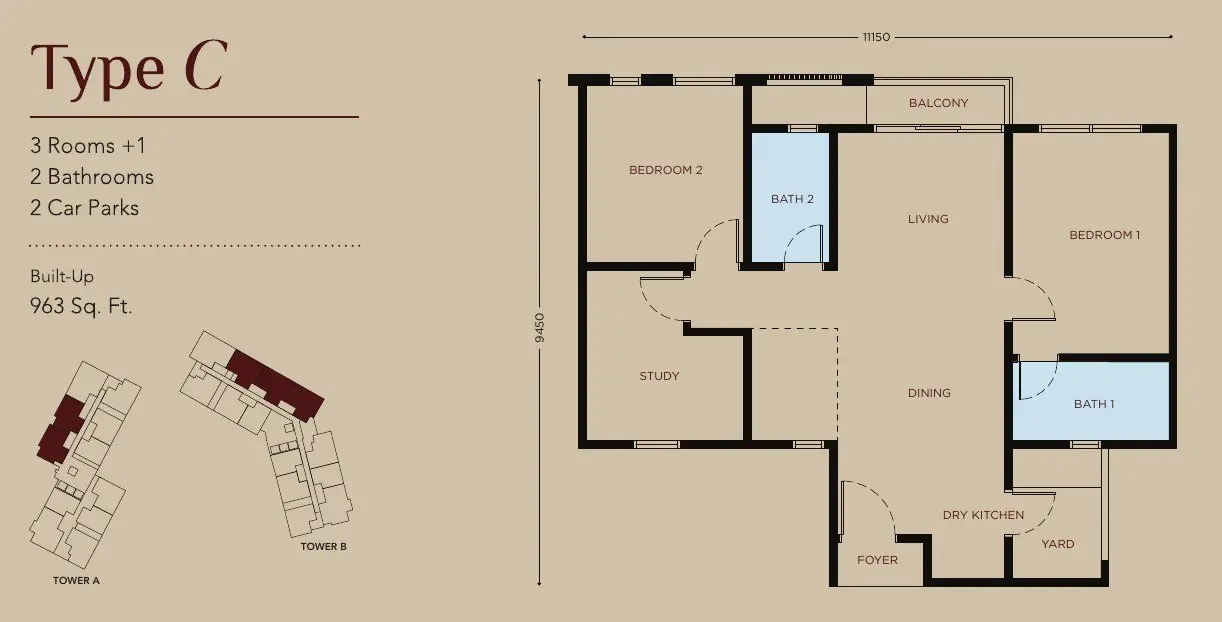 Type C
3 Rooms +1
2 Bathrooms
2 Car Parks
Built-Up
963 Sq. Ft.
TOWER A
TOWER B
11150
9450
BALCONY
BEDROOM 2
BATH 2
LIVING
BEDROOM 1
STUDY
DINING
BATH 1
DRY KITCHEN
YARD
FOYER